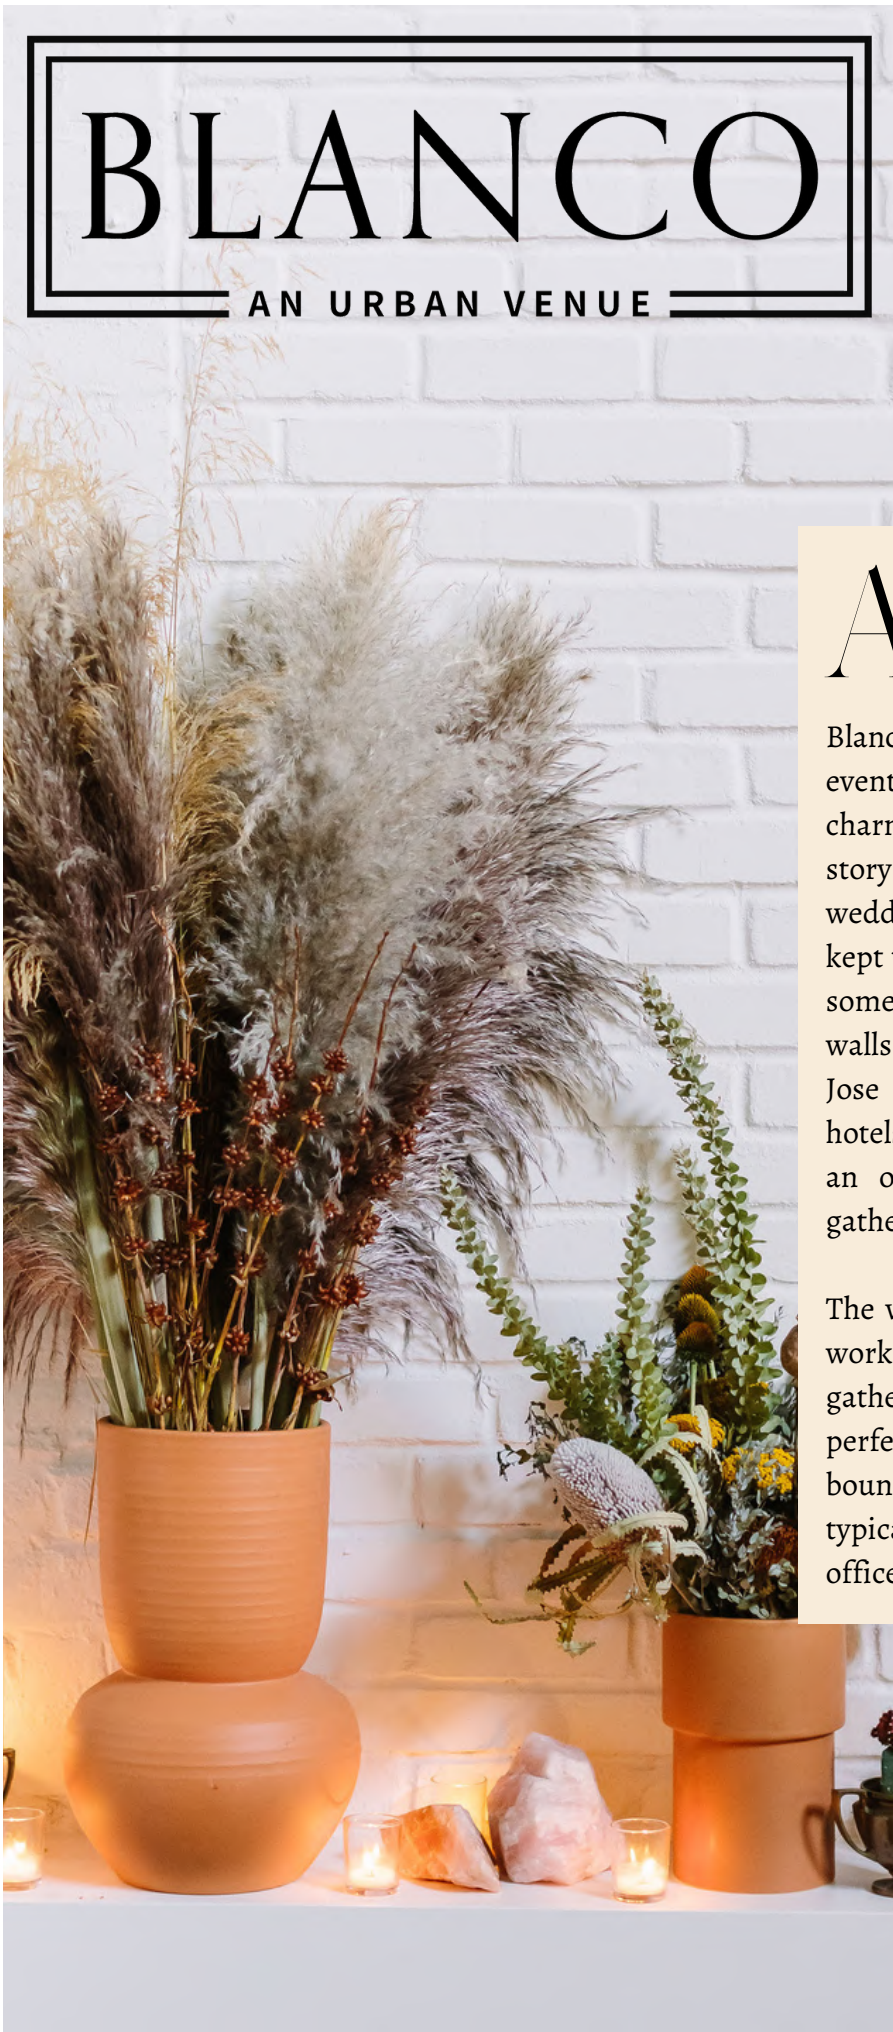 BLANCO
AN URBAN VENUE
A
Blanc
event
charm
story
wedd
kept
some
walls
Jose
hotel
an o
gathe
The w
work
gathe
perfe
boun
typica
office